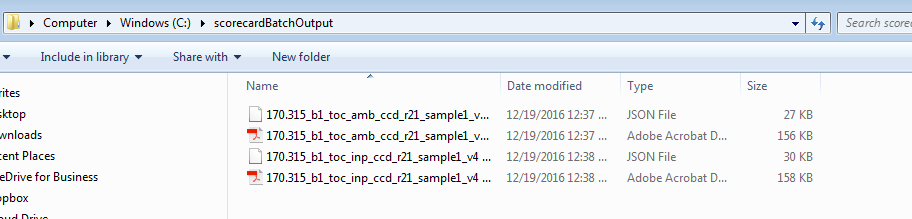 Computer Windows (C:) scorecardBatchOutput Search score
Include in library Share with New folder
Name Date modified Type Size
rites
sktop
wnloads
cent Places
eDrive for Business
opbox
oud Drive
170.315_b1_toc_amb_ccd_r21_sample1_v... 12/19/2016 12:37 ... JSON File 27 KB
170.315_b1_toc_amb_ccd_r21_sample1_v... 12/19/2016 12:37 ... Adobe Acrobat D... 156 KB
170.315_b1_toc_inp_ccd_r21_sample1_v4 ... 12/19/2016 12:38 ... JSON File 30 KB
170.315_b1_toc_inp_ccd_r21_sample1_v4 ... 12/19/2016 12:38 ... Adobe Acrobat D... 158 KB